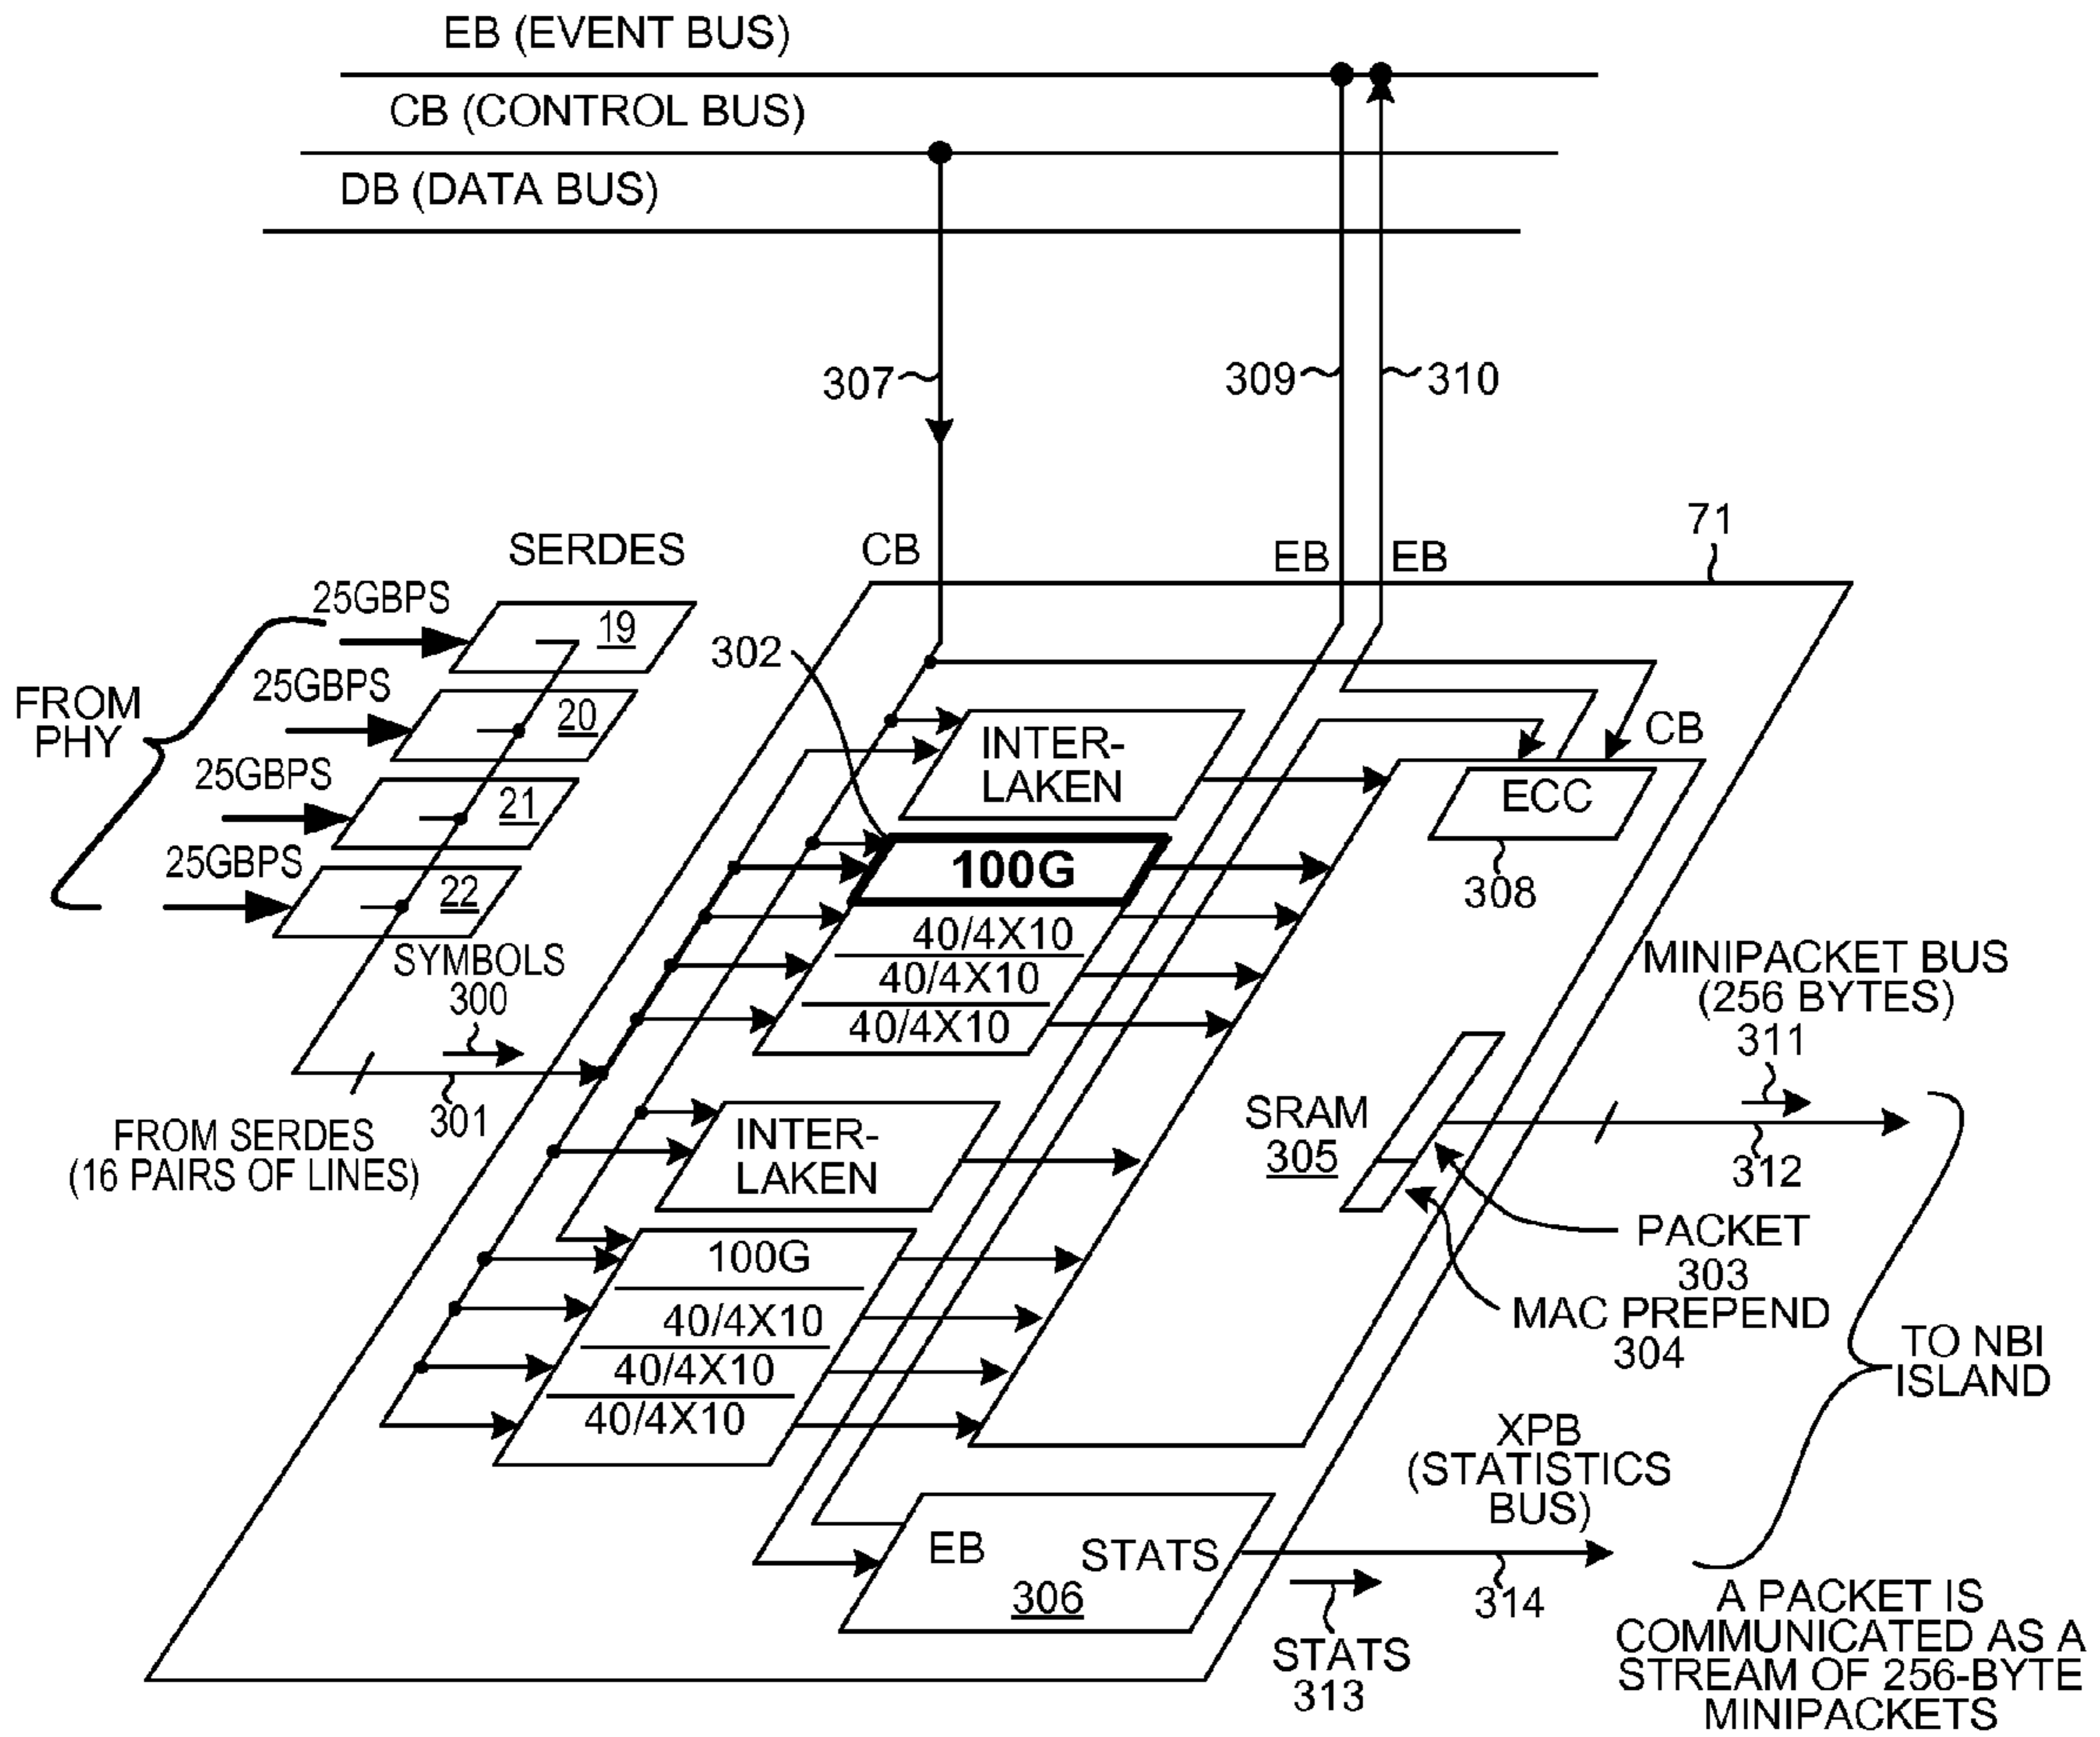 EB (EVENT BUS)
CB (CONTROL BUS)
DB (DATA BUS)
307
309
310
71
SERDES
CB
EB
EB
25GBPS
19
302
25GBPS
20
FROM
PHY
CB
INTER-
LAKEN
25GBPS
21
ECC
25GBPS
22
100G
308
40/4X10
40/4X10
40/4X10
SYMBOLS
300
MINIPACKET BUS
(256 BYTES)
311
301
SRAM
305
FROM SERDES
(16 PAIRS OF LINES)
INTER-
LAKEN
312
PACKET
303
MAC PREPEND
304
100G
40/4X10
40/4X10
40/4X10
TO NBI
ISLAND
XPB
(STATISTICS
BUS)
EB
STATS
306
314
STATS
313
A PACKET IS
COMMUNICATED AS A
STREAM OF 256-BYTE
MINIPACKETS